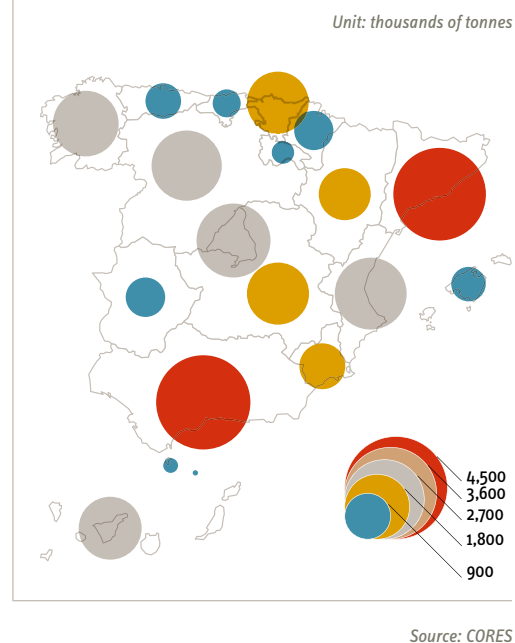 Unit: thousands of tonnes
4,500
3,600
2,700
1,800
900
Source: CORES